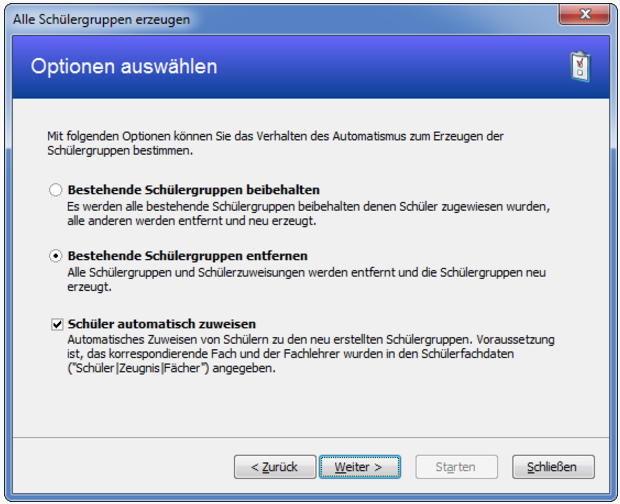 Alle Schülergruppen erzeugen
Optionen auswählen
Mit folgenden Optionen können Sie das Verhalten des Automatismus zum Erzeugen der
Schülergruppen bestimmen.
Bestehende Schülergruppen beibehalten
Es werden alle bestehende Schülergruppen beibehalten denen Schüler zugewiesen wurden,
alle anderen werden entfernt und neu erzeugt.
Bestehende Schülergruppen entfernen
Alle Schülergruppen und Schülerzuweisungen werden entfernt und die Schülergruppen neu
erzeugt.
Schüler automatisch zuweisen
Automatisches Zuweisen von Schülern zu den neu erstellten Schülergruppen. Voraussetzung
ist, das korrespondierende Fach und der Fachlehrer wurden in den Schülerfachdaten
("Schüler|Zeugnis|Fächer") angegeben.
< Zurück Weiter > Starten Schließen